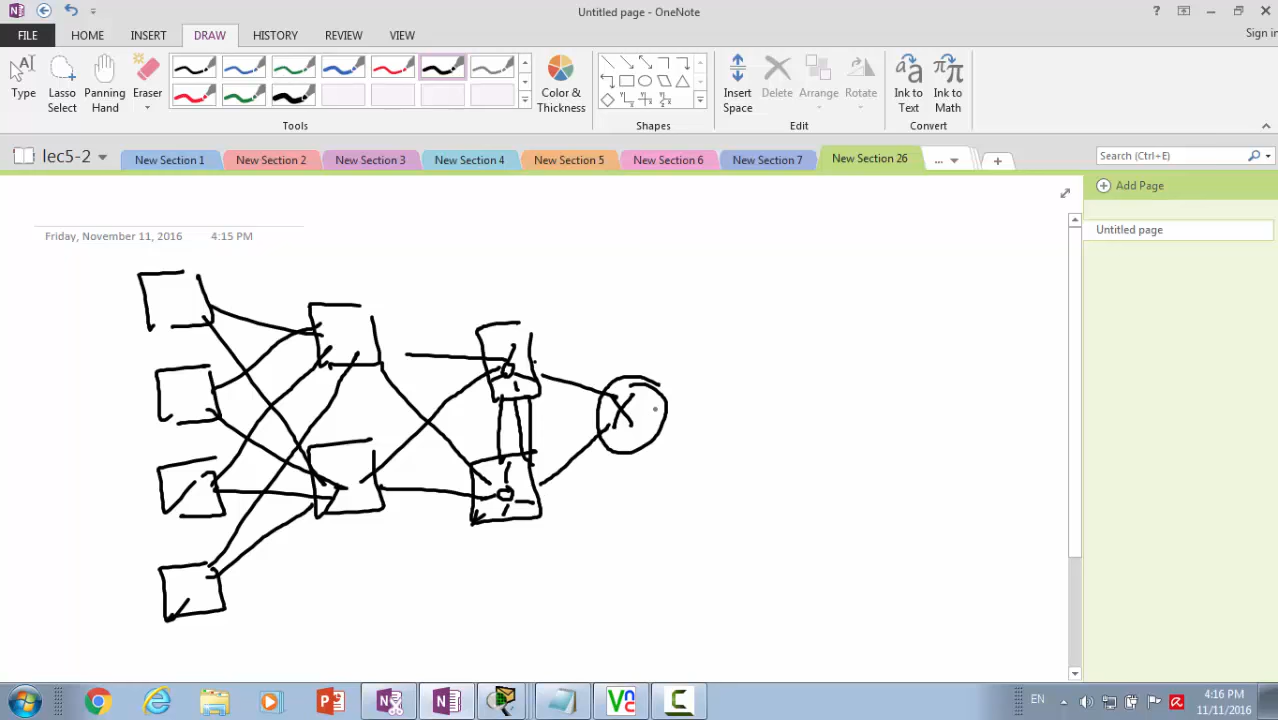 Untitled page - OneNote
?
Sign in
FILE HOME INSERT DRAW HISTORY REVIEW VIEW
Type
Lasso Select
Panning Hand
Eraser
Color & Thickness
Insert Space
Delete
Arrange
Rotate
Ink to Text
Ink to Math
Tools
Shapes
Edit
Convert
lec5-2
New Section 1
New Section 2
New Section 3
New Section 4
New Section 5
New Section 6
New Section 7
New Section 26
...
Search (Ctrl+E)
Add Page
Untitled page
Friday, November 11, 2016 4:15 PM
EN
4:16 PM
11/11/2016